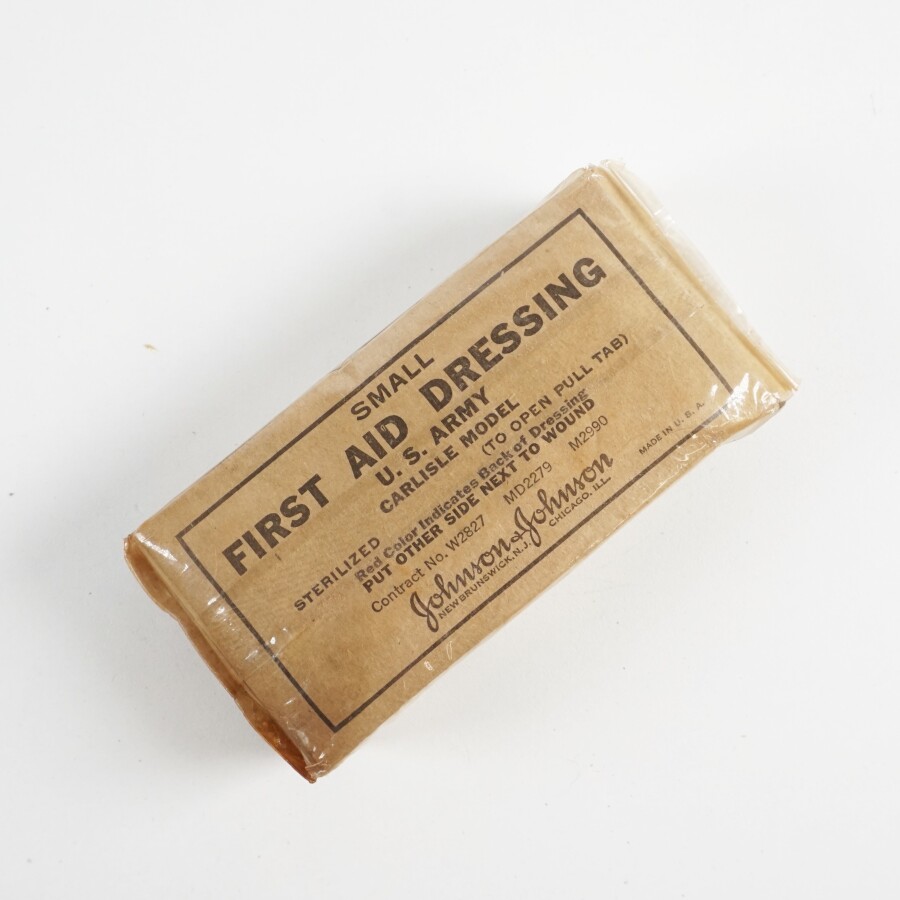 SMALL
FIRST AID DRESSING
U. S. ARMY
CARLISLE MODEL
STERILIZED (TO OPEN PULL TAB)
Red Color Indicates Back of Dressing
PUT OTHER SIDE NEXT TO WOUND
Contract No. W2827 MD2279 M2990
Johnson & Johnson
NEW BRUNSWICK, N.J. CHICAGO, ILL.
MADE IN U. S. A.